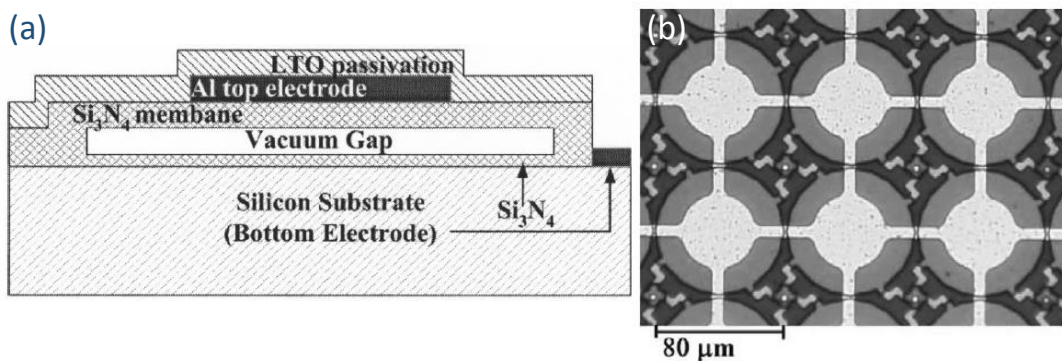 (a)
LTO passivation
Al top electrode
Si₃N₄ membane
Vacuum Gap
Silicon Substrate
(Bottom Electrode)
Si₃N₄
(b)
80 µm